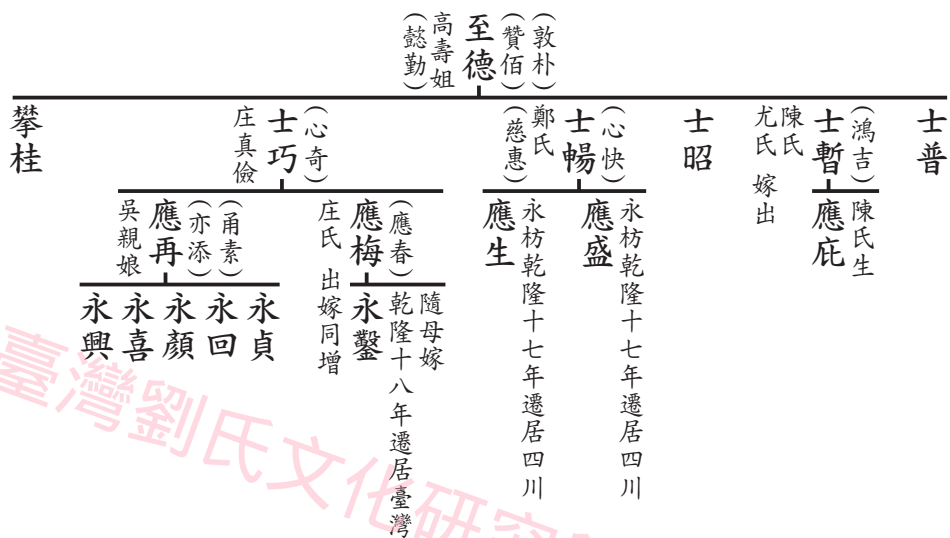 (敦朴)
(贊佰)
至德
高壽姐
(懿勤)
士普
(鴻吉)
士暫
陳氏
尤氏 嫁出
士昭
(心快)
士暢
鄭氏
(慈惠)
(心奇)
士巧
庄真儉
攀桂
陳氏生
應庇
永枋乾隆十七年遷居四川
應盛
永枋乾隆十七年遷居四川
應生
(應春)
應梅
庄氏 出嫁同增
(甬素)
(亦添)
應再
吳親娘
隨母嫁
乾隆十八年遷居臺灣
永鑿
永貞
永回
永顏
永喜
永興
臺灣劉氏文化研究